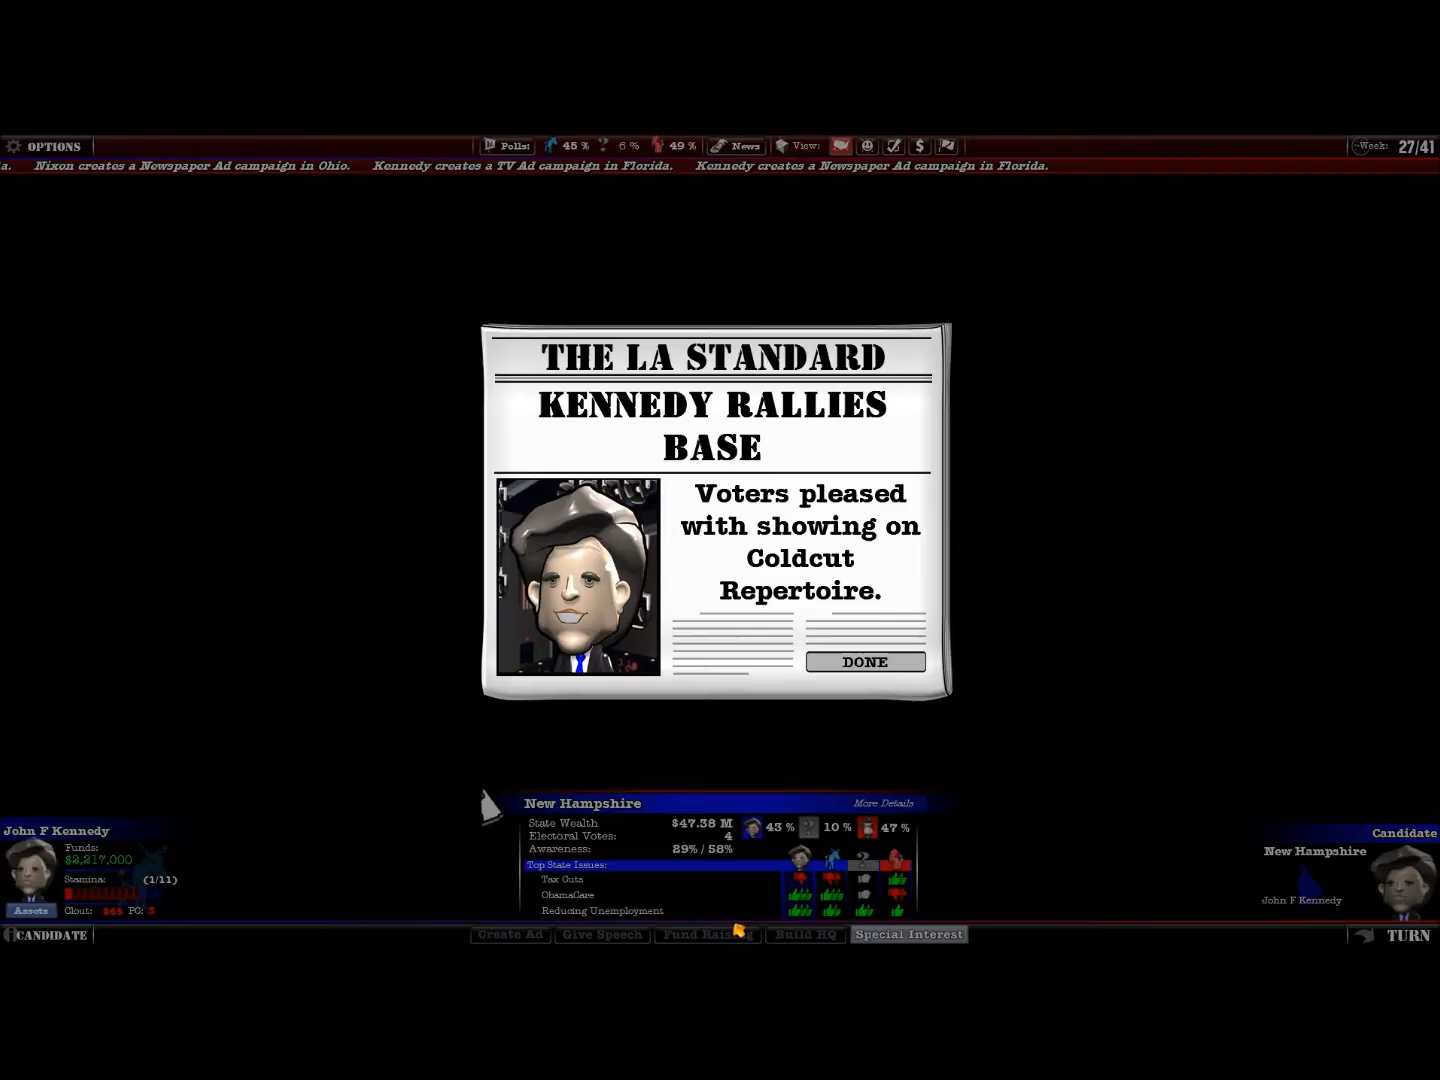 OPTIONS
Polls: 45 % 6 % 49 % News View: $
Week: 27/41
a. Nixon creates a Newspaper Ad campaign in Ohio. Kennedy creates a TV Ad campaign in Florida. Kennedy creates a Newspaper Ad campaign in Florida.
THE LA STANDARD
KENNEDY RALLIES
BASE
Voters pleased
with showing on
Coldcut
Repertoire.
DONE
New Hampshire More Details
State Wealth $47.38 M 43 % 10 % 47 %
Electoral Votes: 4
Awareness: 29% / 58%
Top State Issues:
Tax Cuts
ObamaCare
Reducing Unemployment
John F Kennedy
Funds:
$2,217,000
Stamina: (1/11)
Assets Clout: 265 PC: 3
Candidate
New Hampshire
John F Kennedy
CANDIDATE
Create Ad Give Speech Fund Raising Build HQ Special Interest
TURN